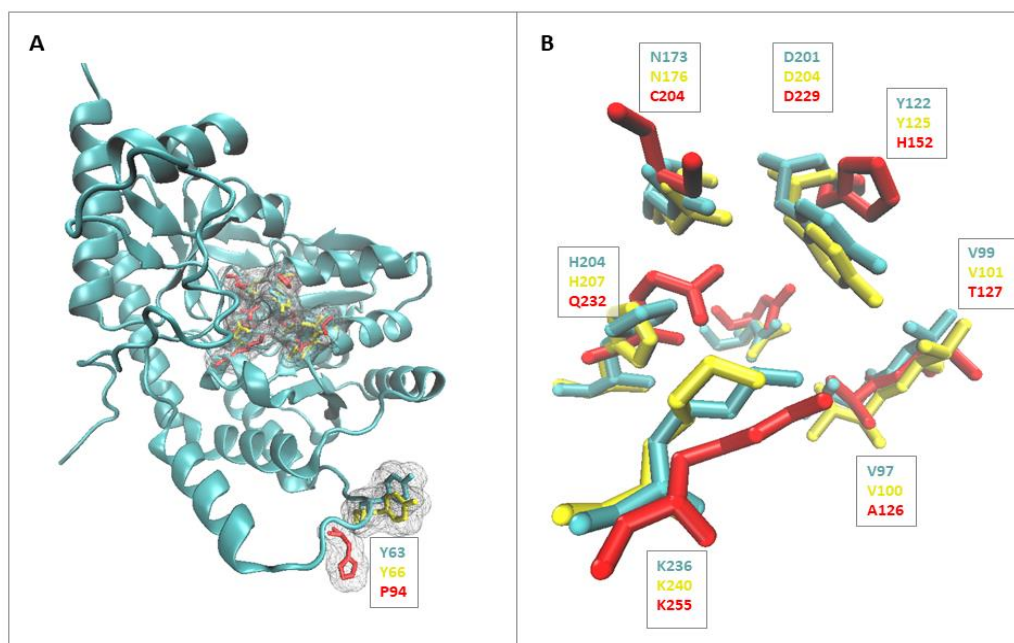 A
Y63
Y66
P94
B
N173
N176
C204
D201
D204
D229
Y122
Y125
H152
H204
H207
Q232
V99
V101
T127
V97
V100
A126
K236
K240
K255